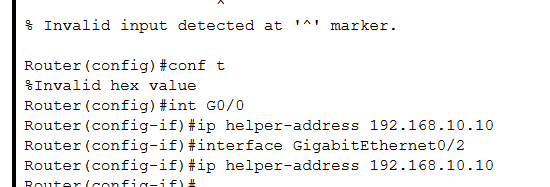 ^
% Invalid input detected at '^' marker.
Router(config)#conf t
%Invalid hex value
Router(config)#int G0/0
Router(config-if)#ip helper-address 192.168.10.10
Router(config-if)#interface GigabitEthernet0/2
Router(config-if)#ip helper-address 192.168.10.10
Router(config-if)#